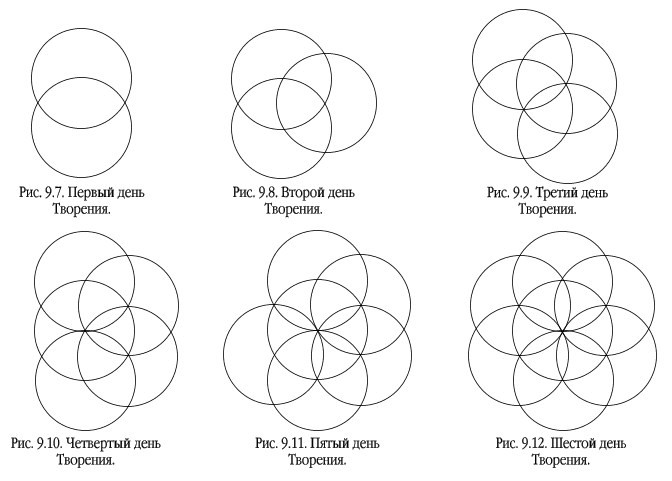 Рис. 9.7. Первый день
Творения.
Рис. 9.8. Второй день
Творения.
Рис. 9.9. Третий день
Творения.
Рис. 9.10. Четвертый день
Творения.
Рис. 9.11. Пятый день
Творения.
Рис. 9.12. Шестой день
Творения.